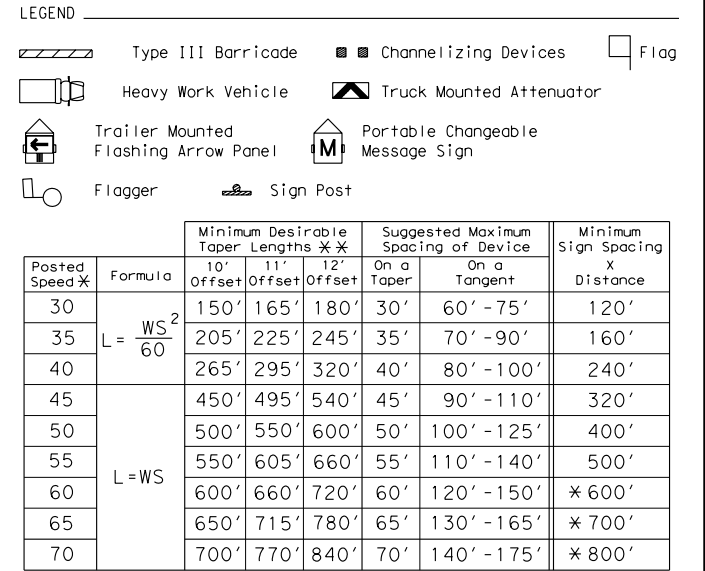 LEGEND
Type III Barricade Channelizing Devices Flag
Heavy Work Vehicle Truck Mounted Attenuator
Trailer Mounted Portable Changeable
Flashing Arrow Panel M Message Sign
Flagger Sign Post
Minimum Desirable Suggested Maximum Minimum
Taper Lengths ** Spacing of Device Sign Spacing
Posted Formula 10' 11' 12' On a On a X
Speed * Offset Offset Offset Taper Tangent Distance
30 L = WS²/60 150' 165' 180' 30' 60'-75' 120'
35 205' 225' 245' 35' 70'-90' 160'
40 265' 295' 320' 40' 80'-100' 240'
45 L=WS 450' 495' 540' 45' 90'-110' 320'
50 500' 550' 600' 50' 100'-125' 400'
55 550' 605' 660' 55' 110'-140' 500'
60 600' 660' 720' 60' 120'-150' *600'
65 650' 715' 780' 65' 130'-165' *700'
70 700' 770' 840' 70' 140'-175' *800'